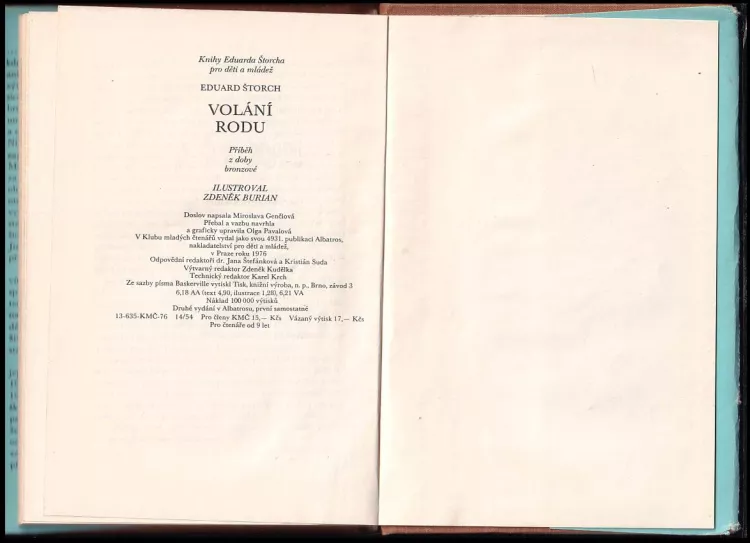 Knihy Eduarda Štorcha
pro děti a mládež
EDUARD ŠTORCH
VOLÁNÍ
RODU
Příběh
z doby
bronzové
ILUSTROVAL
ZDENĚK BURIAN
Doslov napsala Miroslava Genčiová
Přebal a vazbu navrhla
a graficky upravila Olga Pavalová
V Klubu mladých čtenářů vydal jako svou 4931. publikaci Albatros,
nakladatelství pro děti a mládež,
v Praze roku 1976
Odpovědní redaktoři dr. Jana Štefánková a Kristián Suda
Výtvarný redaktor Zdeněk Kudělka
Technický redaktor Karel Krch
Ze sazby písma Baskerville vytiskl Tisk, knižní výroba, n. p., Brno, závod 3
6,18 AA (text 4,90, ilustrace 1,28), 6,21 VA
Náklad 100 000 výtisků
Druhé vydání v Albatrosu, první samostatně
13-635-KMČ-76 14/54 Pro členy KMČ 13,— Kčs Vázaný výtisk 17,— Kčs
Pro čtenáře od 9 let